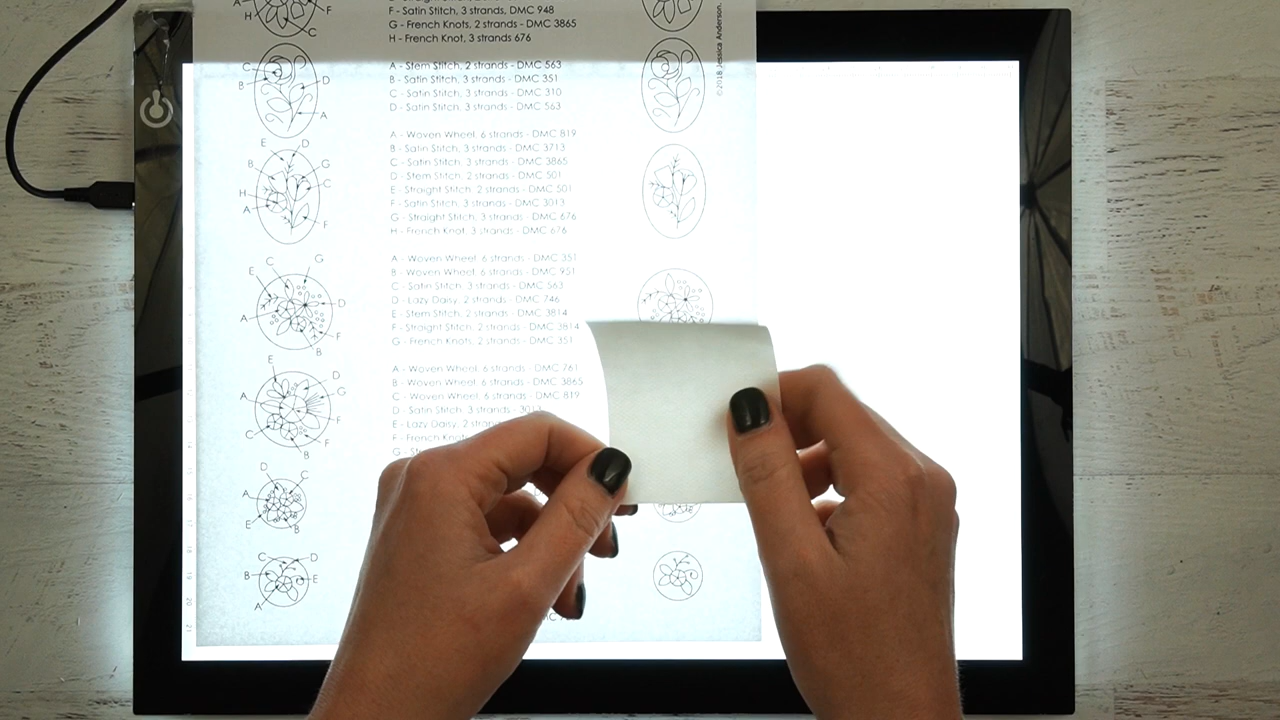 F - Satin Stitch, 3 strands, DMC 948
G - French Knots, 2 strands - DMC 3865
H - French Knot, 3 strands 676
A H F C
©2018 Jessica Anderson.
A - Stem Stitch, 2 strands - DMC 563
B - Satin Stitch, 3 strands - DMC 351
C - Satin Stitch, 3 strands - DMC 310
D - Satin Stitch, 3 strands - DMC 563
C B D A
A - Woven Wheel, 6 strands - DMC 819
B - Satin Stitch, 3 strands - DMC 3713
C - Satin Stitch, 3 strands - DMC 3865
D - Stem Stitch, 2 strands - DMC 501
E - Straight Stitch, 2 strands - DMC 501
F - Satin Stitch, 3 strands - DMC 3013
G - Straight Stitch, 3 strands - DMC 676
H - French Knot, 3 strands - DMC 676
E D B G C H A F
A - Woven Wheel, 6 strands - DMC 351
B - Woven Wheel, 6 strands - DMC 951
C - Satin Stitch, 3 strands - DMC 563
D - Lazy Daisy, 2 strands - DMC 746
E - Stem Stitch, 2 strands - DMC 3814
F - Straight Stitch, 2 strands - DMC 3814
G - French Knots, 2 strands - DMC 351
C G E D A F B
A - Woven Wheel, 6 strands - DMC 761
B - Woven Wheel, 6 strands - DMC 3865
C - Woven Wheel, 6 strands - DMC 819
D - Satin Stitch, 3 strands - 3013
E - Lazy Daisy, 2
F - French Knots
G -
E D G A F C F B
D C A E B
C D B E A